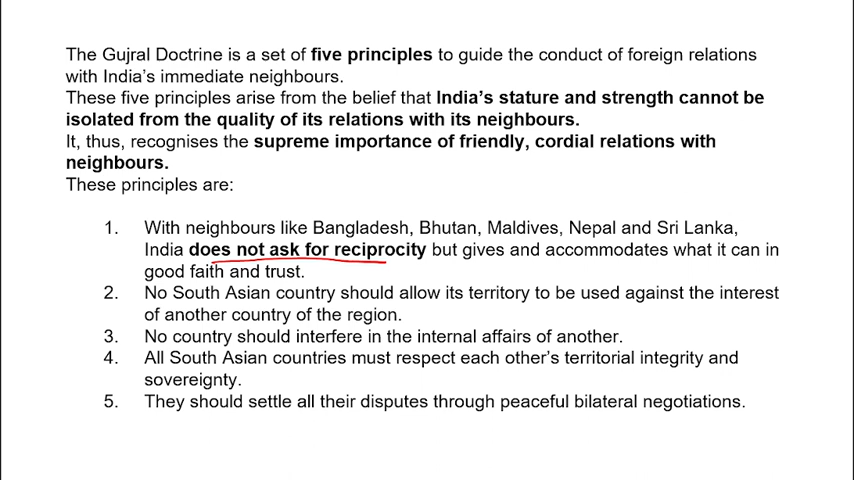 The Gujral Doctrine is a set of five principles to guide the conduct of foreign relations
with India's immediate neighbours.
These five principles arise from the belief that India's stature and strength cannot be
isolated from the quality of its relations with its neighbours.
It, thus, recognises the supreme importance of friendly, cordial relations with
neighbours.
These principles are:
1. With neighbours like Bangladesh, Bhutan, Maldives, Nepal and Sri Lanka,
India does not ask for reciprocity but gives and accommodates what it can in
good faith and trust.
2. No South Asian country should allow its territory to be used against the interest
of another country of the region.
3. No country should interfere in the internal affairs of another.
4. All South Asian countries must respect each other's territorial integrity and
sovereignty.
5. They should settle all their disputes through peaceful bilateral negotiations.